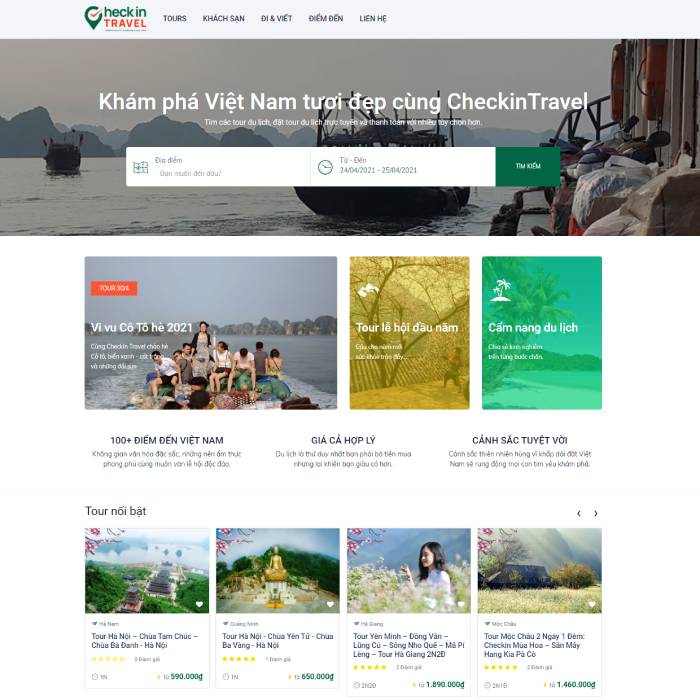 Checkin
TRAVEL
TOURS
KHÁCH SẠN
ĐI & VIẾT
ĐIỂM ĐẾN
LIÊN HỆ
Khám phá Việt Nam tươi đẹp cùng CheckinTravel
Tìm các tour du lịch, đặt tour du lịch trực tuyến và thanh toán với nhiều tùy chọn hơn.
Địa điểm
Bạn muốn đến đâu?
Từ - Đến
24/04/2021 - 25/04/2021
TÌM KIẾM
TOUR 30/4
Vi vu Cô Tô hè 2021
Cùng Checkin Travel chào hè
Cô tô, biển xanh - cát trắng
và những dải san
Tour lễ hội đầu năm
Cầu cho năm mới
sức khỏe tràn đầy
Cẩm nang du lịch
Chia sẻ kinh nghiệm
trên từng bước chân.
100+ ĐIỂM ĐẾN VIỆT NAM
Không gian văn hóa đặc sắc, những nền ẩm thực
phong phú cùng muôn vàn lễ hội độc đáo.
GIÁ CẢ HỢP LÝ
Du lịch là thứ duy nhất bạn phải bỏ tiền mua
nhưng lại khiến bạn giàu có hơn.
CẢNH SẮC TUYỆT VỜI
Cảnh sắc thiên nhiên hùng vĩ khắp dải đất Việt
Nam sẽ rung động mọi con tim yêu khám phá.
Tour nổi bật
Hà Nam
Tour Hà Nội – Chùa Tam Chúc –
Chùa Bà Đanh - Hà Nội
0 Đánh giá
1N
từ 590.000₫
Quảng Ninh
Tour Hà Nội - Chùa Yên Tử - Chùa
Ba Vàng - Hà Nội
1 Đánh giá
1N
từ 650.000₫
Hà Giang
Tour Yên Minh – Đồng Văn –
Lũng Cú – Sông Nho Quế – Mã Pí
Lèng – Tour Hà Giang 2N2Đ
2 Đánh giá
2N2Đ
từ 1.890.000₫
Mộc Châu
Tour Mộc Châu 2 Ngày 1 Đêm:
Checkin Mùa Hoa – Săn Mây
Hang Kia Pà Cò
2 Đánh giá
2N1Đ
từ 1.460.000₫